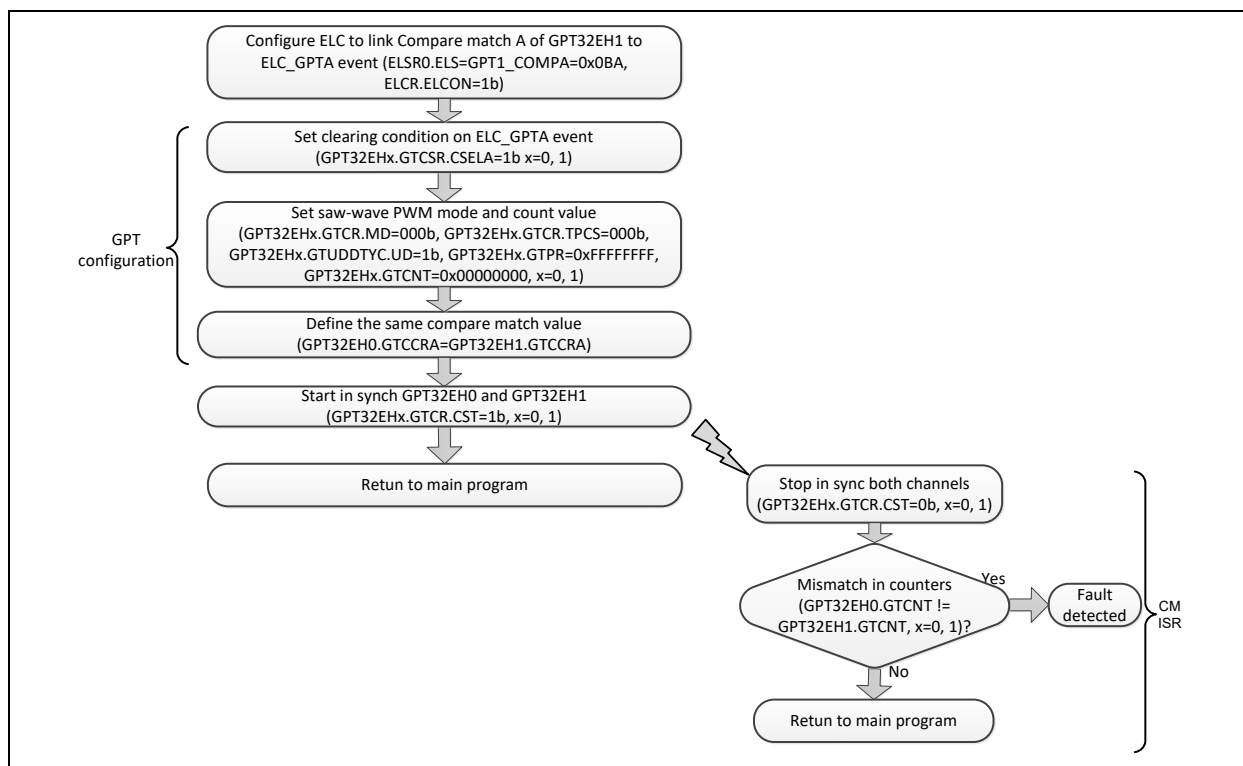 Configure ELC to link Compare match A of GPT32EH1 to
ELC_GPTA event (ELSR0.ELS=GPT1_COMPA=0x0BA,
ELCR.ELCON=1b)
Set clearing condition on ELC_GPTA event
(GPT32EHx.GTCSR.CSELA=1b x=0, 1)
GPT
configuration
Set saw-wave PWM mode and count value
(GPT32EHx.GTCR.MD=000b, GPT32EHx.GTCR.TPCS=000b,
GPT32EHx.GTUDDTYC.UD=1b, GPT32EHx.GTPR=0xFFFFFFFF,
GPT32EHx.GTCNT=0x00000000, x=0, 1)
Define the same compare match value
(GPT32EH0.GTCCRA=GPT32EH1.GTCCRA)
Start in synch GPT32EH0 and GPT32EH1
(GPT32EHx.GTCR.CST=1b, x=0, 1)
Retun to main program
Stop in sync both channels
(GPT32EHx.GTCR.CST=0b, x=0, 1)
Mismatch in counters
(GPT32EH0.GTCNT !=
GPT32EH1.GTCNT, x=0, 1)?
Yes
Fault
detected
CM
ISR
No
Retun to main program